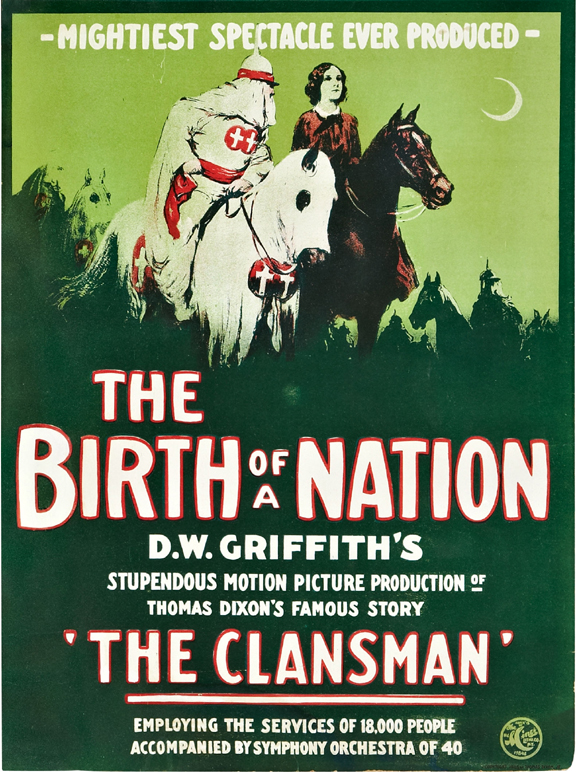 -MIGHTIEST SPECTACLE EVER PRODUCED-
THE
BIRTH OF A NATION
D.W. GRIFFITH'S
STUPENDOUS MOTION PICTURE PRODUCTION OF
THOMAS DIXON'S FAMOUS STORY
'THE CLANSMAN'
EMPLOYING THE SERVICES OF 18,000 PEOPLE
ACCOMPANIED BY SYMPHONY ORCHESTRA OF 40